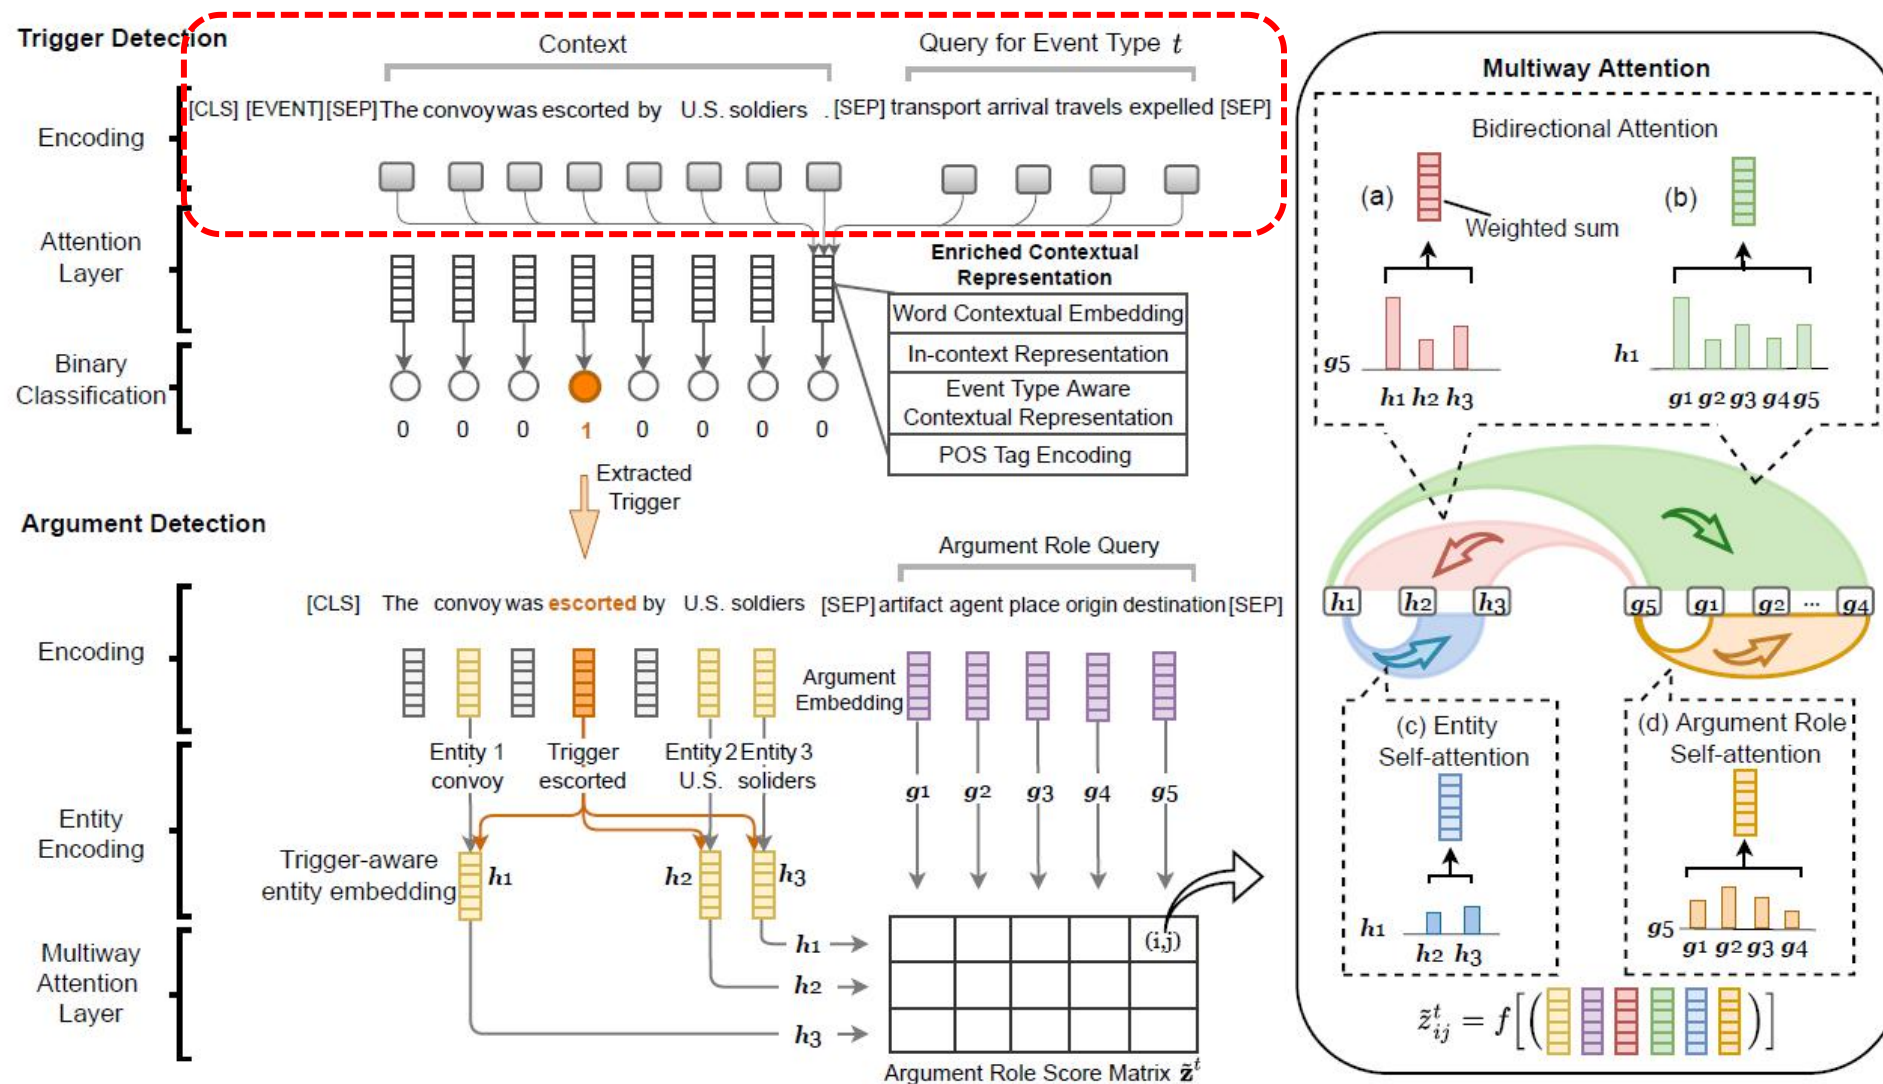 Trigger Detection
Context
Query for Event Type t
Encoding
[CLS] [EVENT][SEP]The convoy was escorted by U.S. soldiers . [SEP] transport arrival travels expelled [SEP]
Attention
Layer
Enriched Contextual
Representation
Word Contextual Embedding
In-context Representation
Event Type Aware
Contextual Representation
POS Tag Encoding
Binary
Classification
0 0 0 1 0 0 0 0
Extracted
Trigger
Argument Detection
Argument Role Query
Encoding
[CLS] The convoy was escorted by U.S. soldiers [SEP] artifact agent place origin destination [SEP]
Argument
Embedding
Entity 1
convoy
Trigger
escorted
Entity 2
U.S.
Entity 3
soliders
g1 g2 g3 g4 g5
Entity
Encoding
Trigger-aware
entity embedding
h1
h2
h3
Multiway
Attention
Layer
h1
h2
h3
(i,j)
Argument Role Score Matrix z̃^t
Multiway Attention
Bidirectional Attention
(a)
(b)
Weighted sum
g5
h1 h2 h3
h1
g1 g2 g3 g4 g5
h1 h2 h3 g5 g1 g2 ... g4
(c) Entity
Self-attention
h1
h2 h3
(d) Argument Role
Self-attention
g5
g1 g2 g3 g4
z̃^t_ij = f[( )]